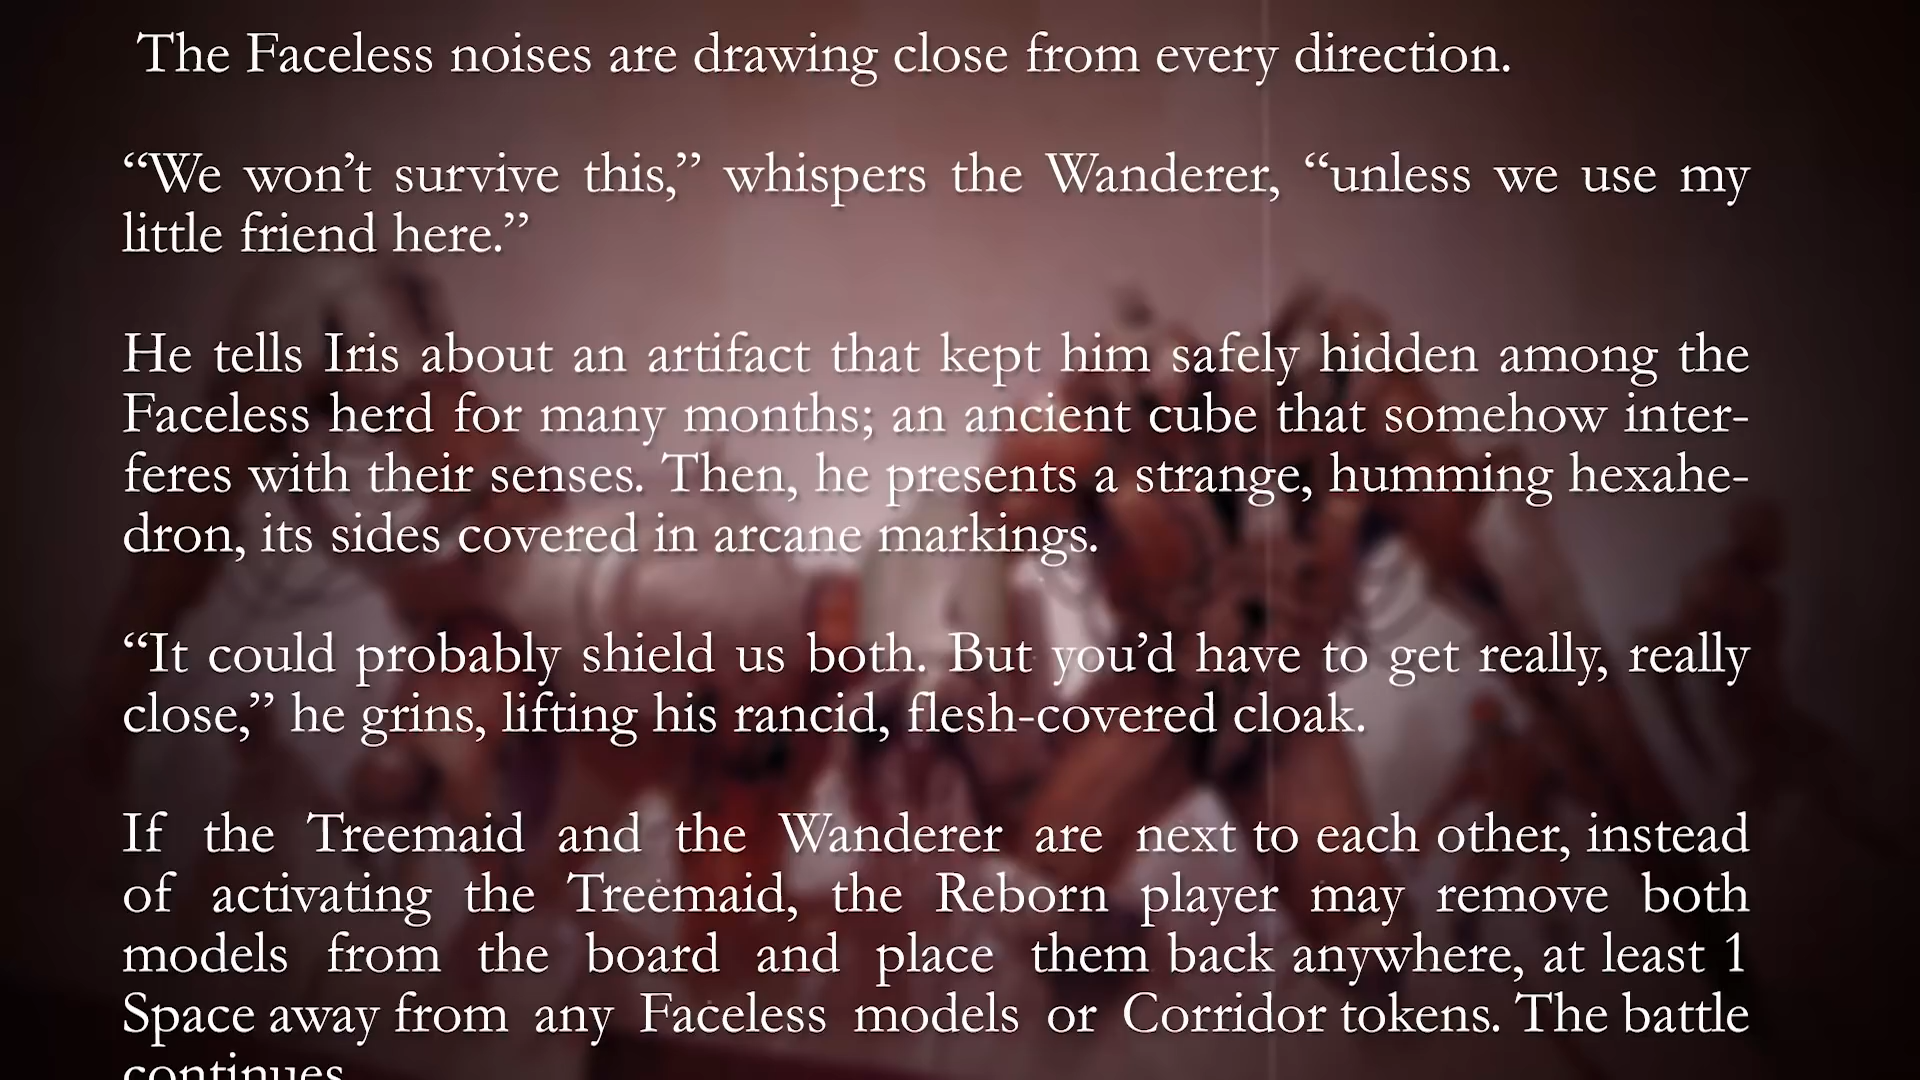 The Faceless noises are drawing close from every direction.
“We won’t survive this,” whispers the Wanderer, “unless we use my
little friend here.”
He tells Iris about an artifact that kept him safely hidden among the
Faceless herd for many months; an ancient cube that somehow inter-
feres with their senses. Then, he presents a strange, humming hexahe-
dron, its sides covered in arcane markings.
“It could probably shield us both. But you’d have to get really, really
close,” he grins, lifting his rancid, flesh-covered cloak.
If the Treemaid and the Wanderer are next to each other, instead
of activating the Treemaid, the Reborn player may remove both
models from the board and place them back anywhere, at least 1
Space away from any Faceless models or Corridor tokens. The battle
continues